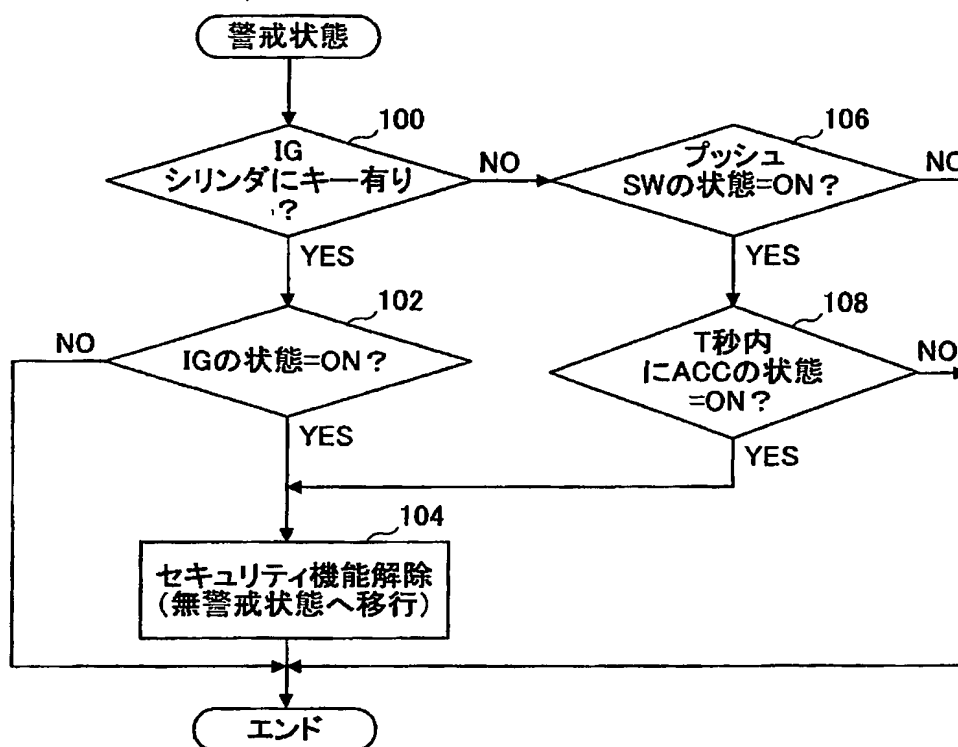 警戒状態
100
IG
シリンダにキー有り
?
NO
YES
106
プッシュ
SWの状態=ON?
NO
YES
102
IGの状態=ON?
NO
YES
108
T秒内
にACCの状態
=ON?
NO
YES
104
セキュリティ機能解除
(無警戒状態へ移行)
エンド